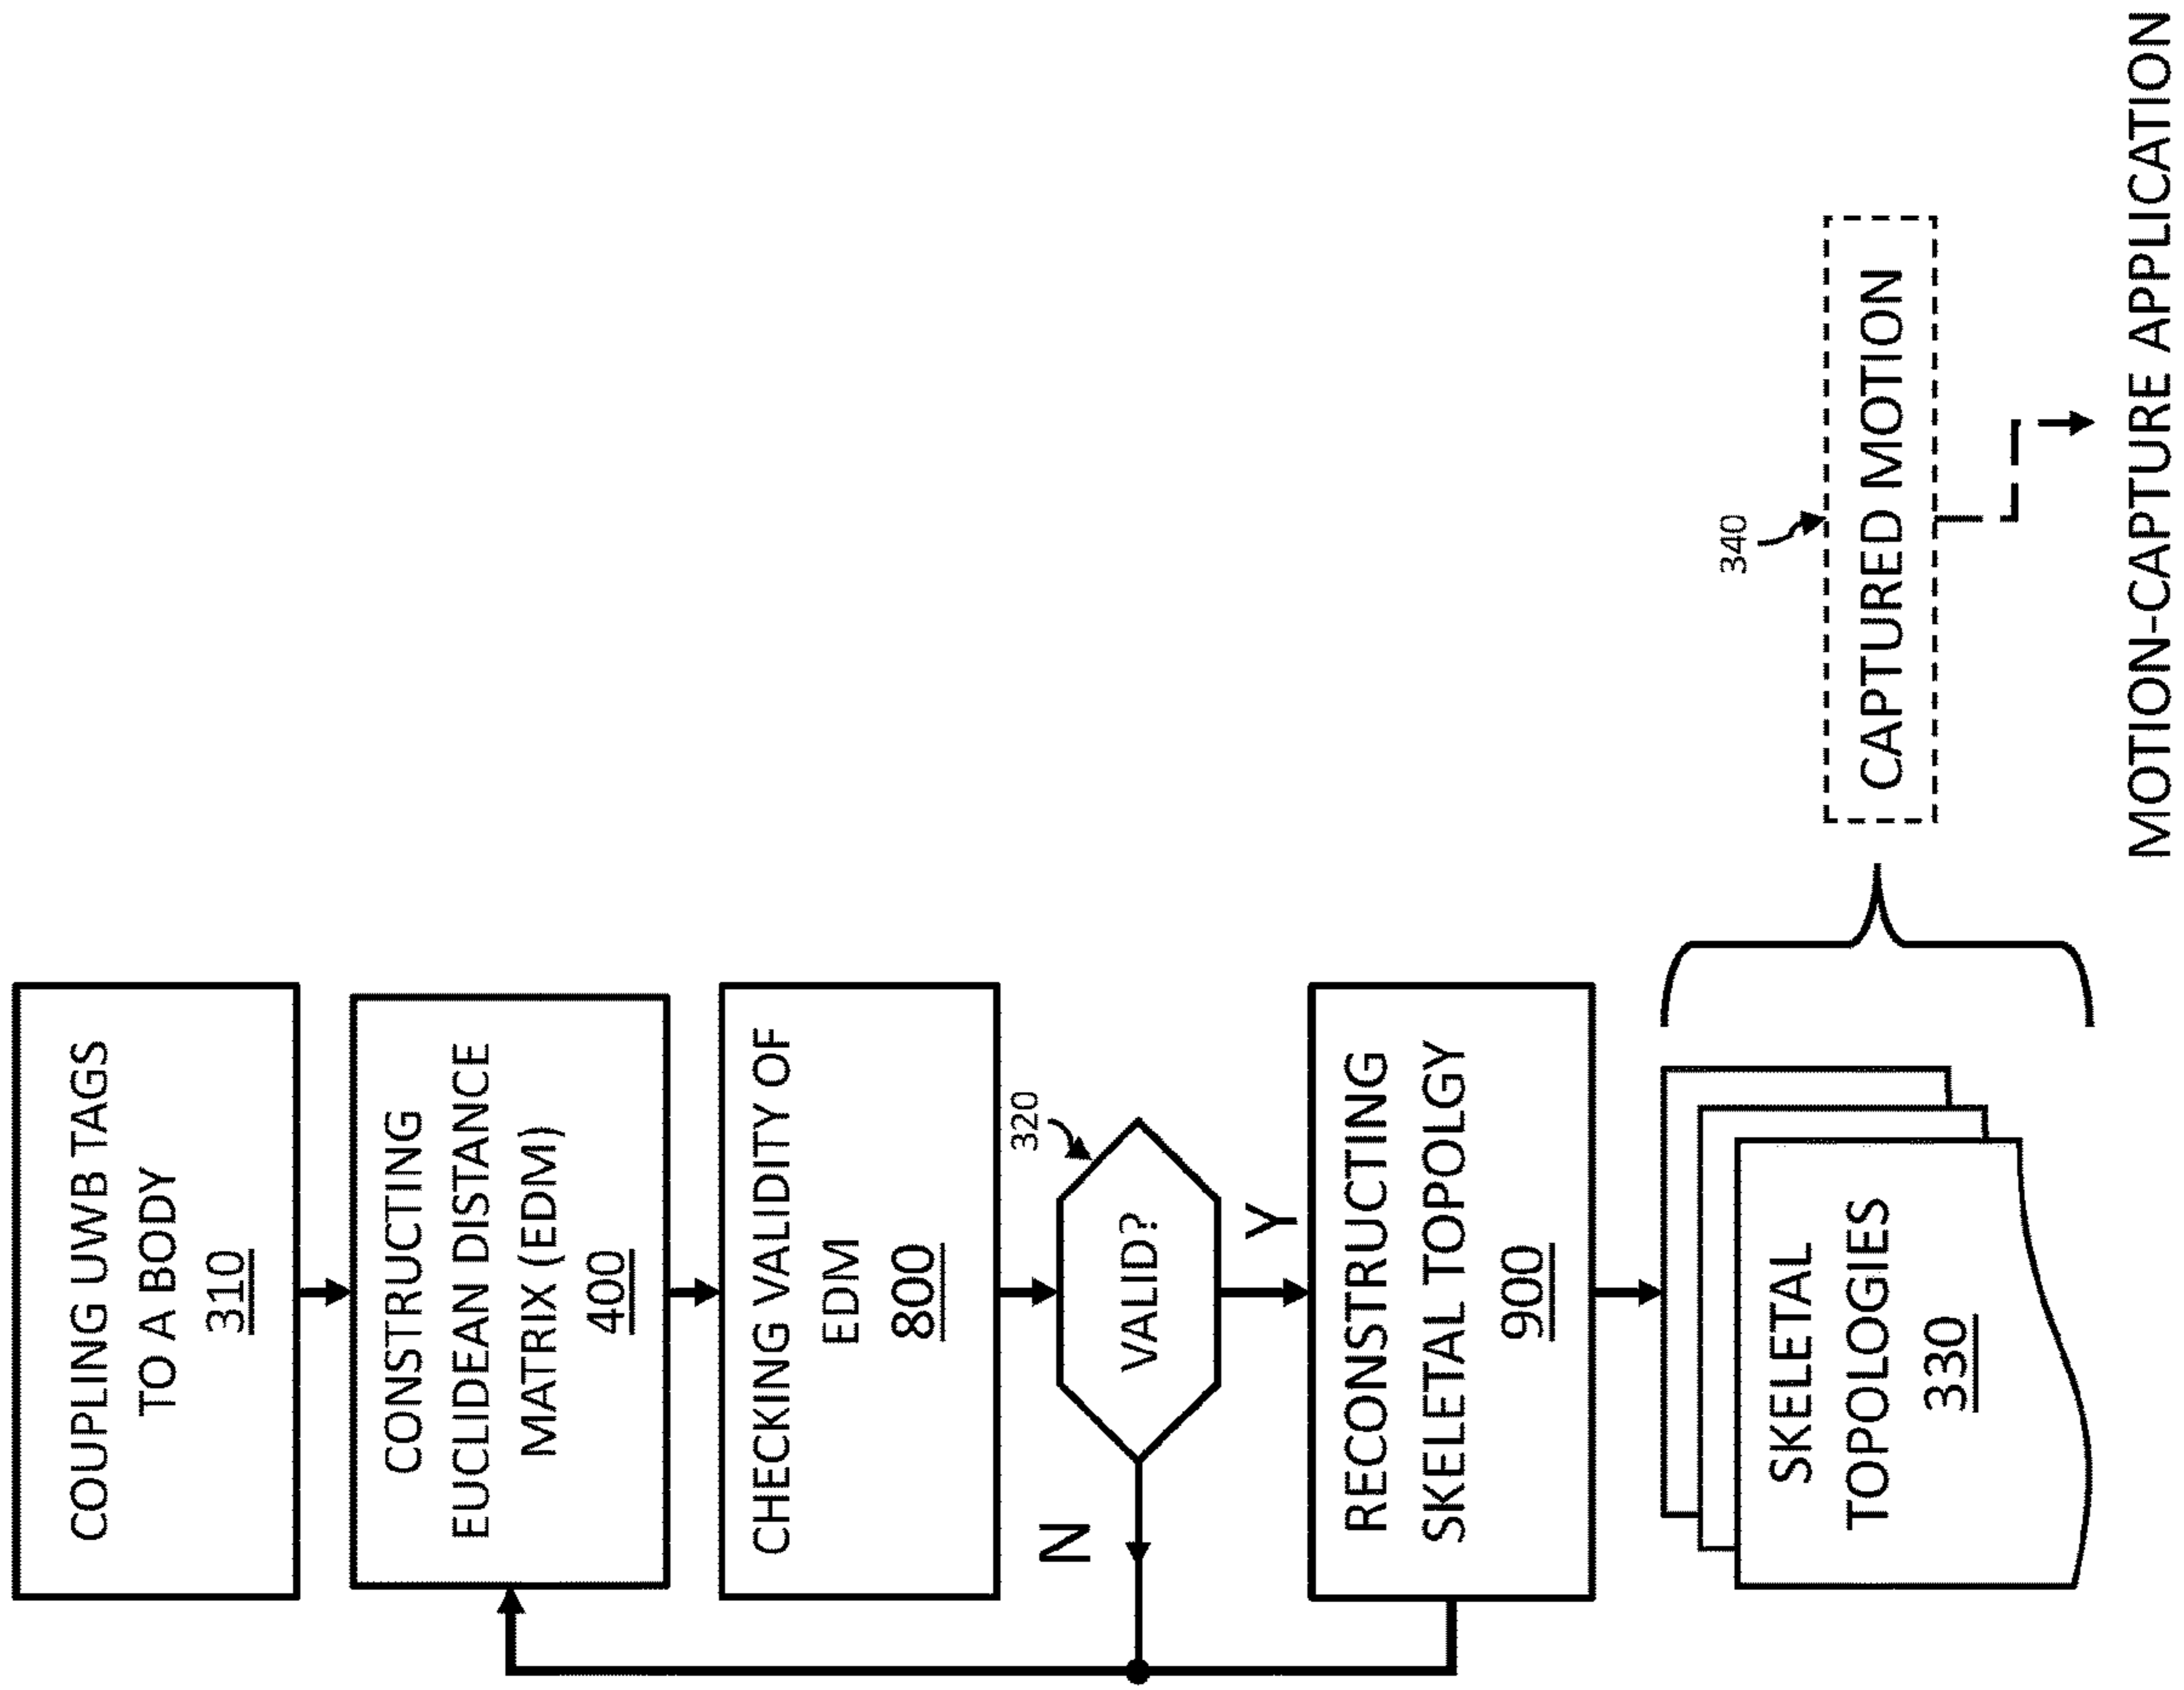 COUPLING UWB TAGS
TO A BODY
310
CONSTRUCTING
EUCLIDEAN DISTANCE
MATRIX (EDM)
400
CHECKING VALIDITY OF
EDM
800
320
VALID?
N
Y
RECONSTRUCTING
SKELETAL TOPOLGY
900
SKELETAL
TOPOLOGIES
330
340
CAPTURED MOTION
MOTION-CAPTURE APPLICATION